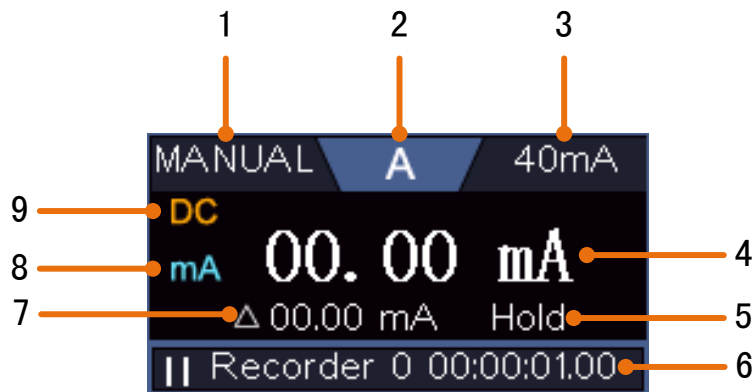 1 2 3
MANUAL A 40mA
9 DC
8 mA 00.00 mA 4
7 △ 00.00 mA Hold 5
|| Recorder 0 00:00:01.00 6